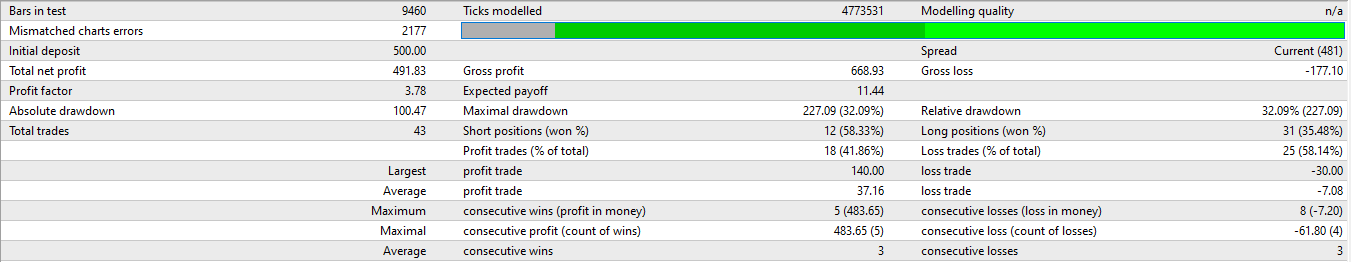 Bars in test 9460 Ticks modelled 4773531 Modelling quality n/a
Mismatched charts errors 2177
Initial deposit 500.00 Spread Current (481)
Total net profit 491.83 Gross profit 668.93 Gross loss -177.10
Profit factor 3.78 Expected payoff 11.44
Absolute drawdown 100.47 Maximal drawdown 227.09 (32.09%) Relative drawdown 32.09% (227.09)
Total trades 43 Short positions (won %) 12 (58.33%) Long positions (won %) 31 (35.48%)
Profit trades (% of total) 18 (41.86%) Loss trades (% of total) 25 (58.14%)
Largest profit trade 140.00 loss trade -30.00
Average profit trade 37.16 loss trade -7.08
Maximum consecutive wins (profit in money) 5 (483.65) consecutive losses (loss in money) 8 (-7.20)
Maximal consecutive profit (count of wins) 483.65 (5) consecutive loss (count of losses) -61.80 (4)
Average consecutive wins 3 consecutive losses 3